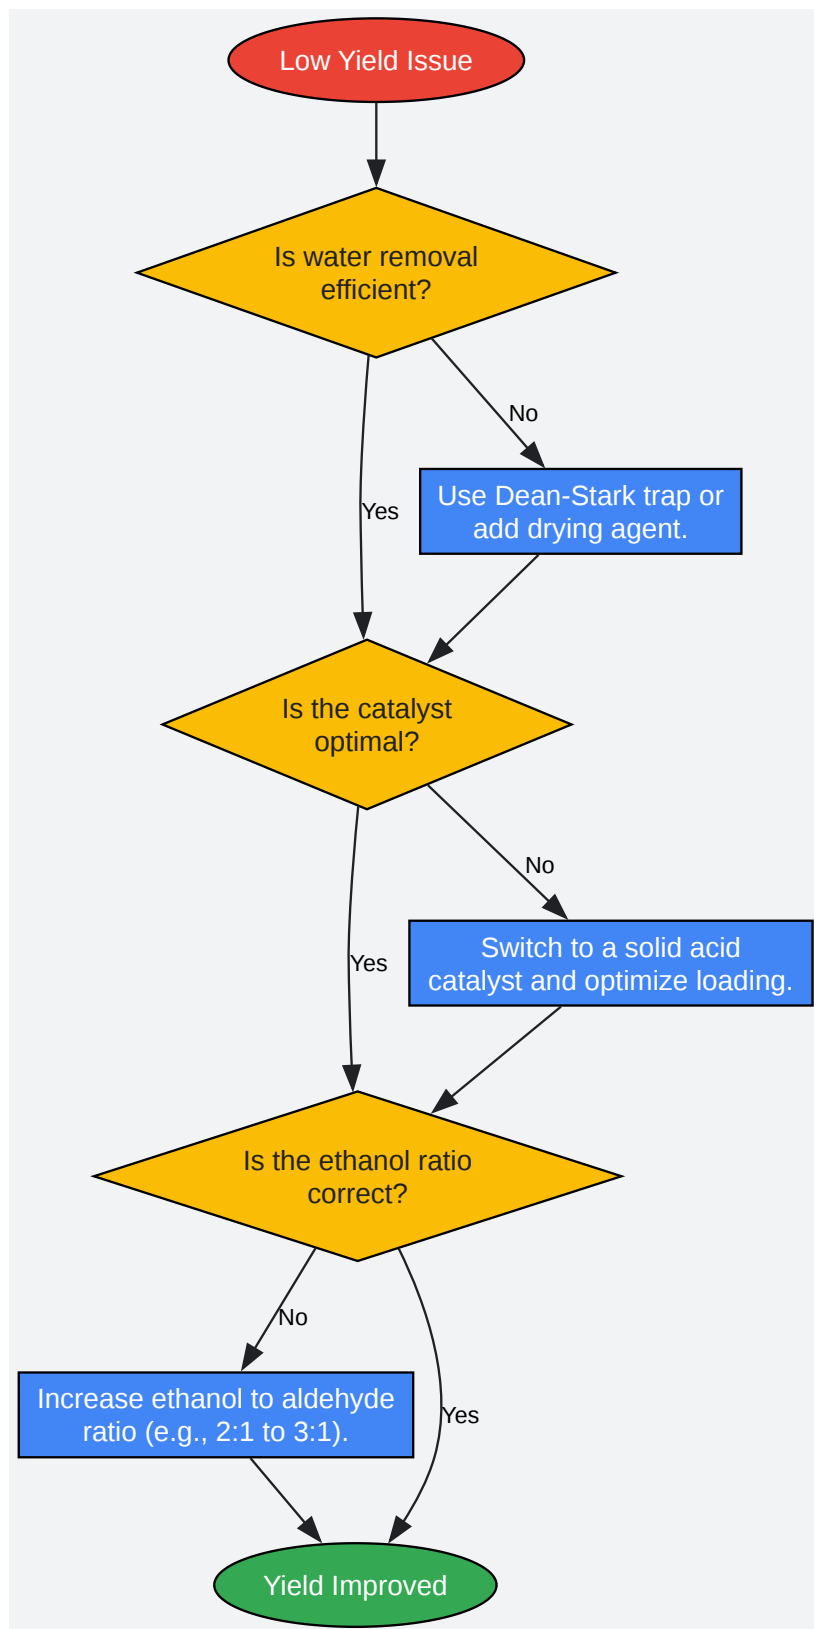 Low Yield Issue
Is water removal
efficient?
No
Yes
Use Dean-Stark trap or
add drying agent.
Is the catalyst
optimal?
No
Yes
Switch to a solid acid
catalyst and optimize loading.
Is the ethanol ratio
correct?
No
Increase ethanol to aldehyde
ratio (e.g., 2:1 to 3:1).
Yes
Yield Improved